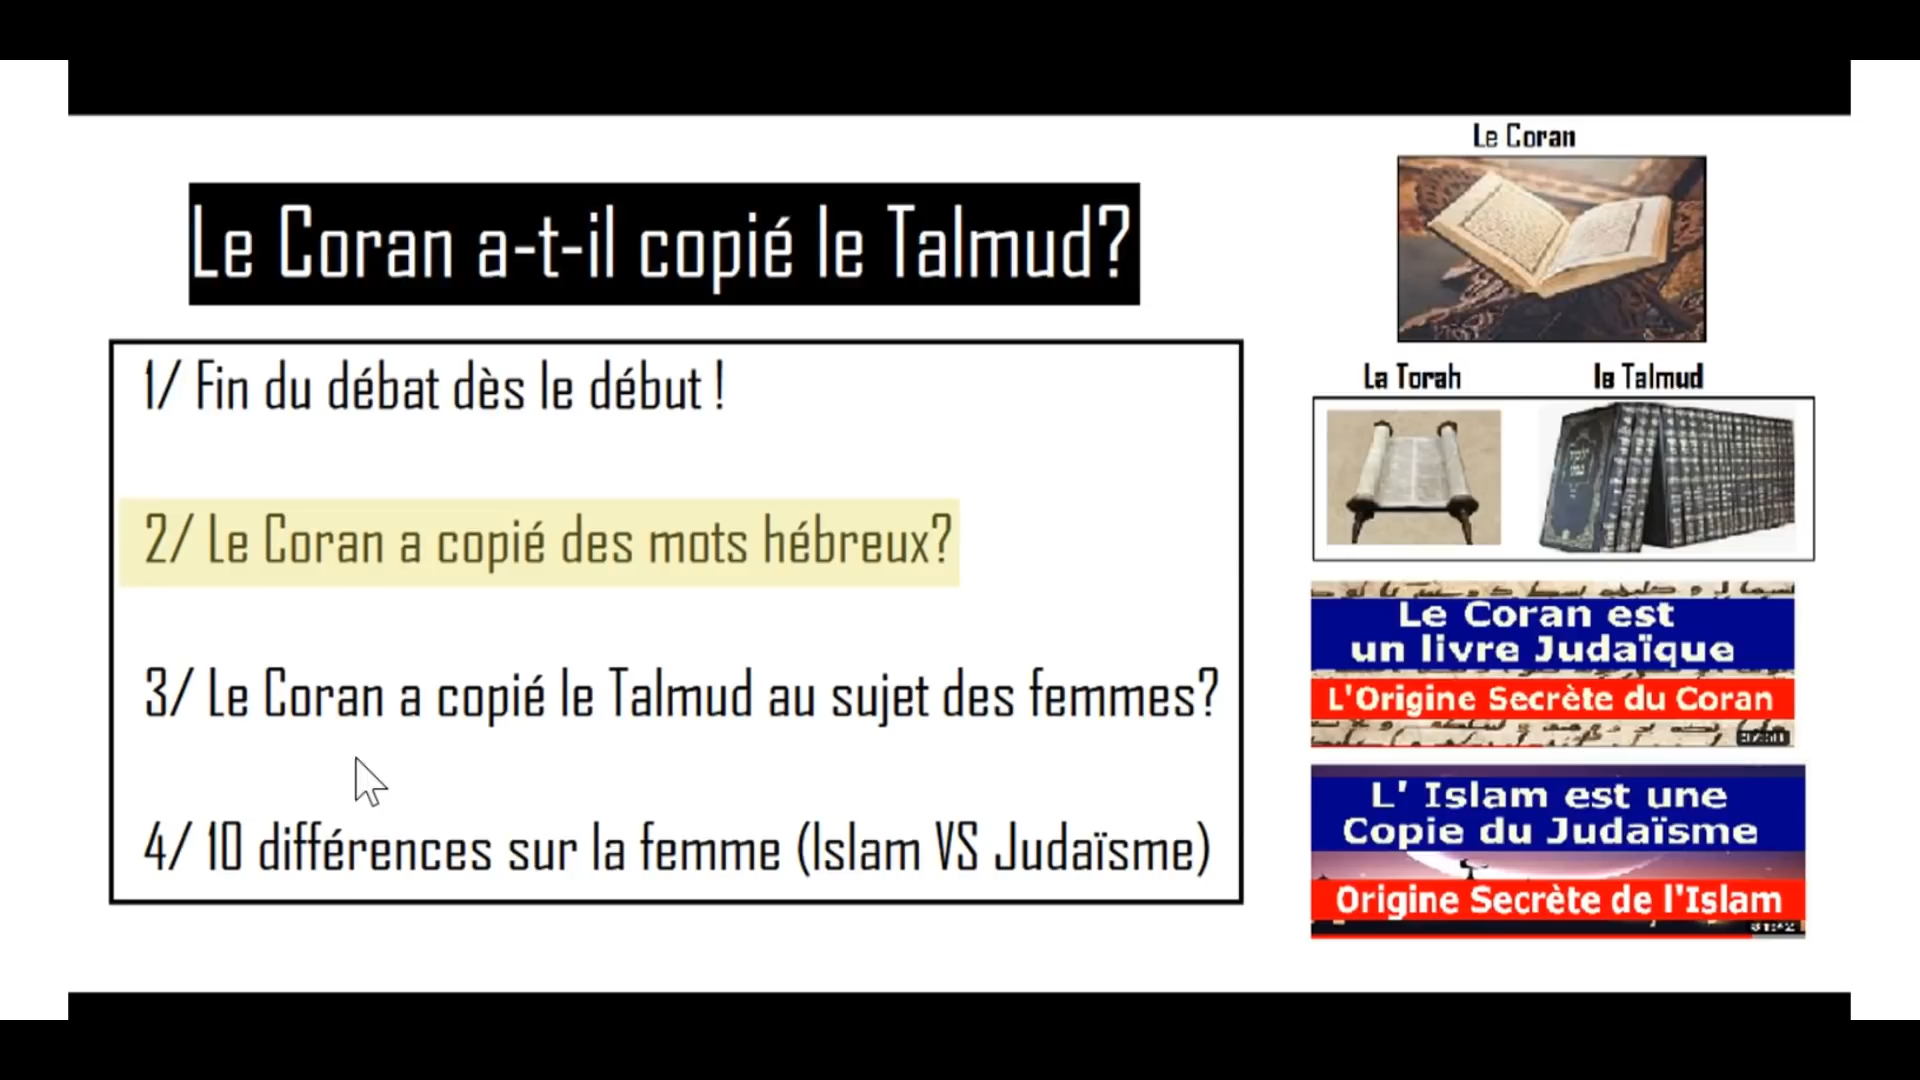 Le Coran a-t-il copié le Talmud?
1/ Fin du débat dès le début !
2/ Le Coran a copié des mots hébreux?
3/ Le Coran a copié le Talmud au sujet des femmes?
4/ 10 différences sur la femme (Islam VS Judaïsme)
Le Coran
La Torah
le Talmud
Le Coran est
un livre Judaïque
L'Origine Secrète du Coran
L' Islam est une
Copie du Judaïsme
Origine Secrète de l'Islam